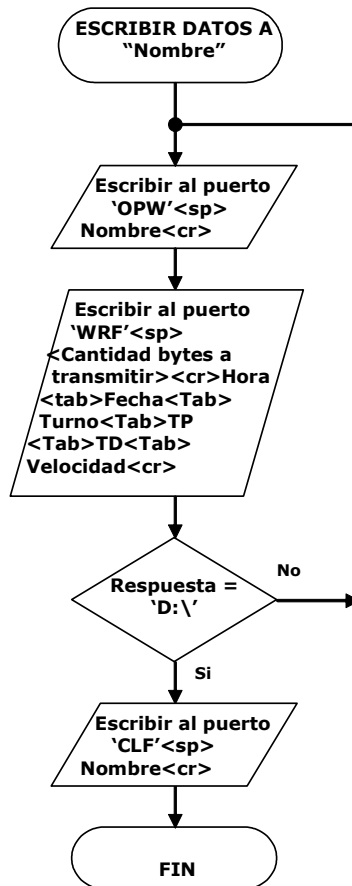 ESCRIBIR DATOS A
“Nombre”
Escribir al puerto
‘OPW’<sp>
Nombre<cr>
Escribir al puerto
‘WRF’<sp>
<Cantidad bytes a
transmitir><cr>Hora
<tab>Fecha<Tab>
Turno<Tab>TP
<Tab>TD<Tab>
Velocidad<cr>
Respuesta =
‘D:\’
No
Si
Escribir al puerto
‘CLF’<sp>
Nombre<cr>
FIN